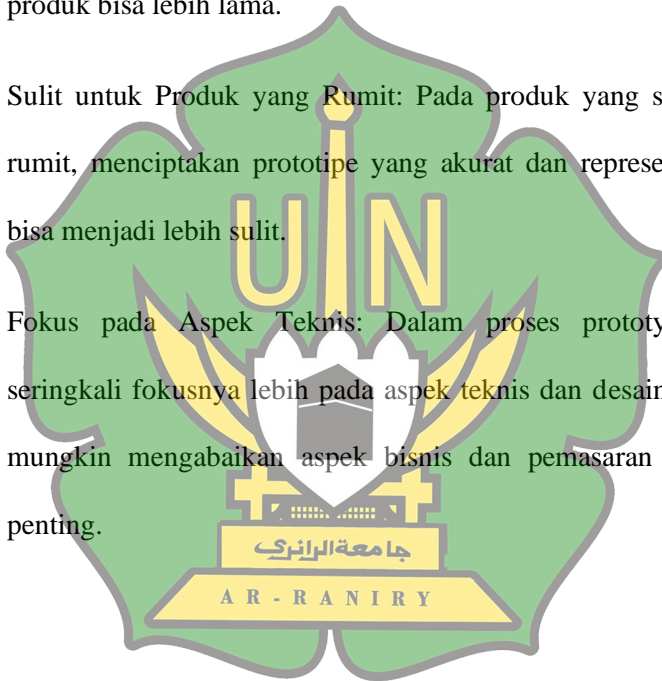 produk bisa lebih lama.
Sulit untuk Produk yang Rumit: Pada produk yang
rumit, menciptakan prototipe yang akurat dan
bisa menjadi lebih sulit.
Fokus pada Aspek Teknis: Dalam proses
seringkali fokusnya lebih pada aspek teknis dan desain
mungkin mengabaikan aspek bisnis dan pemasaran
penting.
UIN
جامعة الرانري
AR-RANIRY